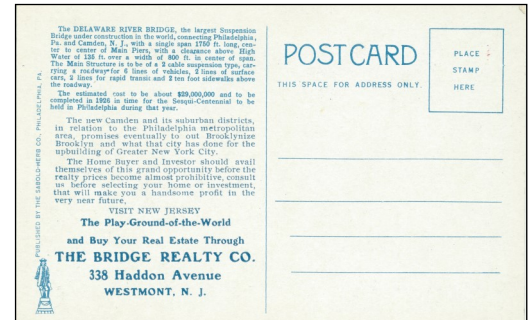 The DELAWARE RIVER BRIDGE, the largest Suspension
Bridge under construction in the world, connecting Philadelphia,
Pa. and Camden, N. J., with a single span 1750 ft. long, cen-
ter to center of Main Piers, with a clearance above High
Water of 135 ft. over a width of 800 ft. in center of span.
The Main Structure is to be of a 2 cable suspension type, car-
rying a roadway for 6 lines of vehicles, 2 lines of surface
cars, 2 lines for rapid transit and 2 ten foot sidewalks above
the roadway.
The estimated cost to be about $29,000,000 and to be
completed in 1926 in time for the Sesqui-Centennial to be
held in Philadelphia during that year.
The new Camden and its suburban districts,
in relation to the Philadelphia metropolitan
area, promises eventually to out Brooklynize
Brooklyn and what that city has done for the
upbuilding of Greater New York City.
The Home Buyer and Investor should avail
themselves of this grand opportunity before the
realty prices become almost prohibitive, consult
us before selecting your home or investment,
that will make you a handsome profit in the
very near future.
VISIT NEW JERSEY
The Play-Ground-of-the-World
and Buy Your Real Estate Through
THE BRIDGE REALTY CO.
338 Haddon Avenue
WESTMONT, N. J.
PUBLISHED BY THE SABOLD-HERB CO., PHILADELPHIA, Pa.
POST CARD
THIS SPACE FOR ADDRESS ONLY.
PLACE
STAMP
HERE